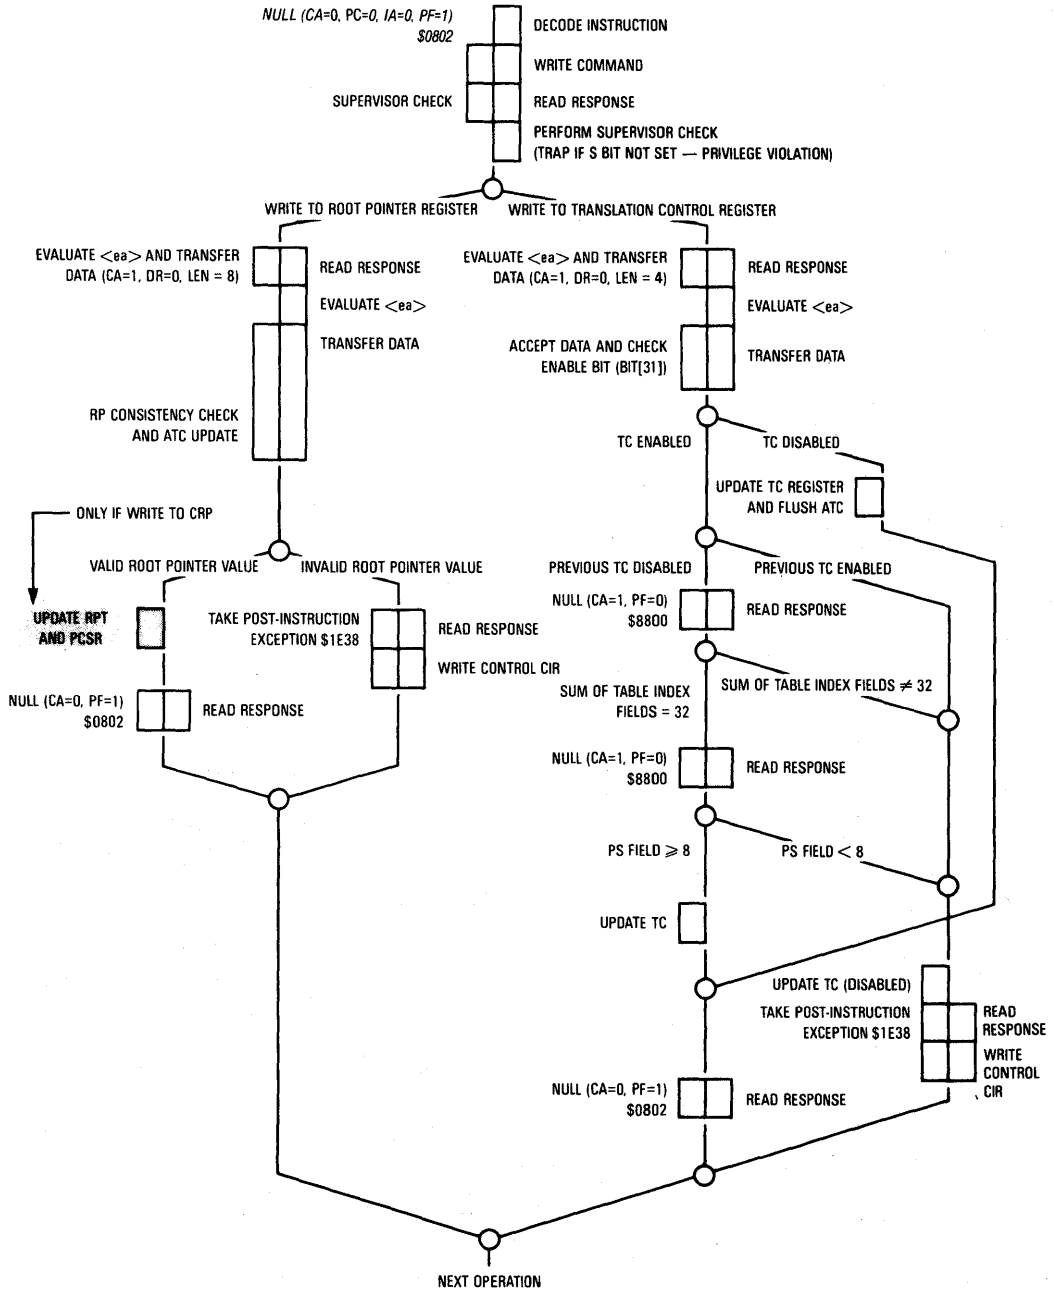 NULL (CA=0, PC=0, IA=0, PF=1)
$0802
DECODE INSTRUCTION
WRITE COMMAND
SUPERVISOR CHECK
READ RESPONSE
PERFORM SUPERVISOR CHECK
(TRAP IF S BIT NOT SET — PRIVILEGE VIOLATION)
WRITE TO ROOT POINTER REGISTER
WRITE TO TRANSLATION CONTROL REGISTER
EVALUATE <ea> AND TRANSFER
DATA (CA=1, DR=0, LEN = 8)
READ RESPONSE
EVALUATE <ea>
TRANSFER DATA
RP CONSISTENCY CHECK
AND ATC UPDATE
EVALUATE <ea> AND TRANSFER
DATA (CA=1, DR=0, LEN = 4)
READ RESPONSE
EVALUATE <ea>
ACCEPT DATA AND CHECK
ENABLE BIT (BIT[31])
TRANSFER DATA
TC ENABLED
TC DISABLED
UPDATE TC REGISTER
AND FLUSH ATC
ONLY IF WRITE TO CRP
VALID ROOT POINTER VALUE
INVALID ROOT POINTER VALUE
UPDATE RPT
AND PCSR
TAKE POST-INSTRUCTION
EXCEPTION $1E38
READ RESPONSE
WRITE CONTROL CIR
NULL (CA=0, PF=1)
$0802
READ RESPONSE
PREVIOUS TC DISABLED
PREVIOUS TC ENABLED
NULL (CA=1, PF=0)
$8800
READ RESPONSE
SUM OF TABLE INDEX
FIELDS = 32
SUM OF TABLE INDEX FIELDS ≠ 32
NULL (CA=1, PF=0)
$8800
READ RESPONSE
PS FIELD ⩾ 8
PS FIELD < 8
UPDATE TC
UPDATE TC (DISABLED)
TAKE POST-INSTRUCTION
EXCEPTION $1E38
READ
RESPONSE
WRITE
CONTROL
CIR
NULL (CA=0, PF=1)
$0802
READ RESPONSE
NEXT OPERATION